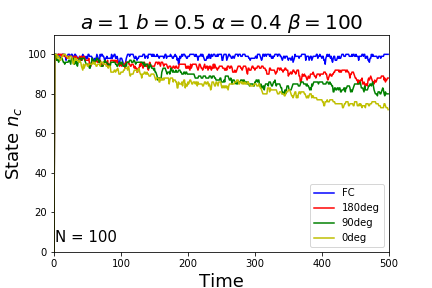 a = 1 b = 0.5 α = 0.4 β = 100
State n_c
100
80
60
40
20
0
N = 100
FC
180deg
90deg
0deg
0 100 200 300 400 500
Time